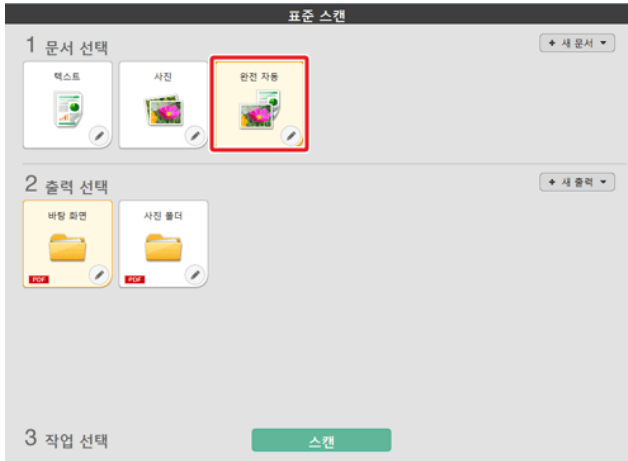 표준 스캔
1 문서 선택
+ 새 문서
텍스트
사진
완전 자동
2 출력 선택
+ 새 출력
바탕 화면
사진 폴더
PDF
PDF
3 작업 선택
스캔